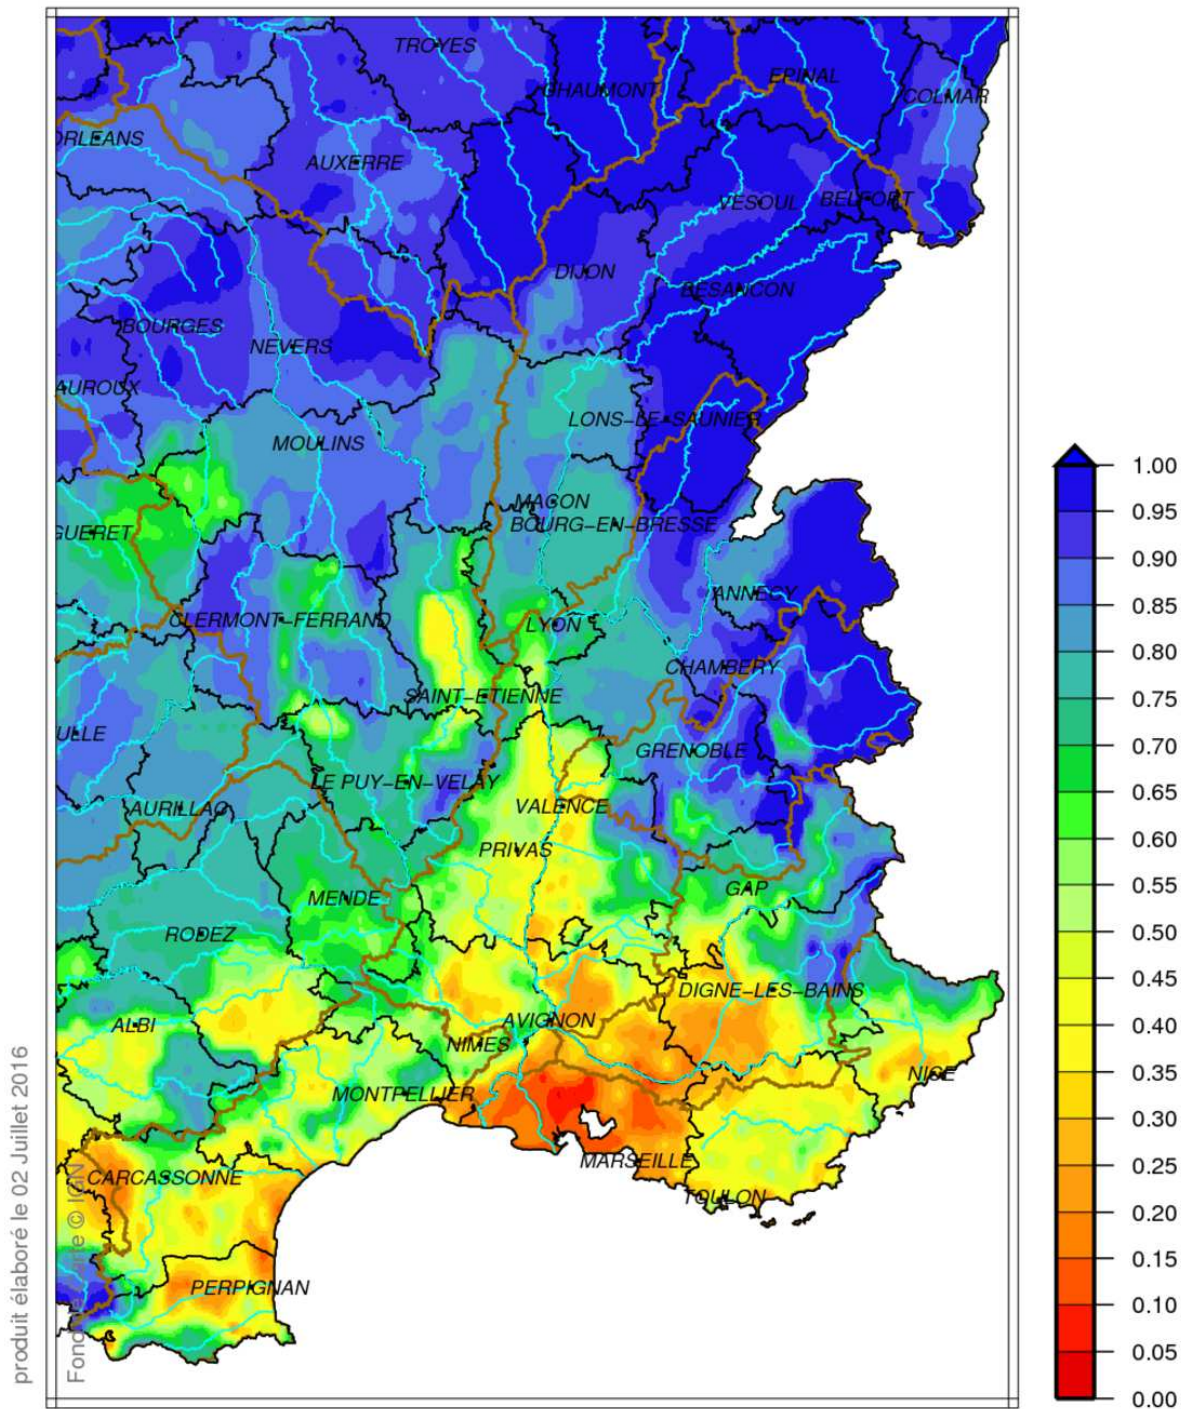 TROYES
CHAUMONT
EPINAL
COLMAR
ORLEANS
AUXERRE
VESOUL
BELFORT
DIJON
BESANCON
BOURGES
NEVERS
AUROUX
LONS-LE-SAUNIER
MOULINS
MACON
BOURG-EN-BRESSE
GUERET
ANNECY
CLERMONT-FERRAND
LYON
CHAMBERY
SAINT-ETIENNE
ULLE
GRENOBLE
LE PUY-EN-VELAY
AURILLAC
VALENCE
PRIVAS
GAP
MENDE
RODEZ
DIGNE-LES-BAINS
ALBI
AVIGNON
NIMES
NICE
MONTPELLIER
MARSEILLE
CARCASSONNE
TOULON
PERPIGNAN
1.00
0.95
0.90
0.85
0.80
0.75
0.70
0.65
0.60
0.55
0.50
0.45
0.40
0.35
0.30
0.25
0.20
0.15
0.10
0.05
0.00
produit élaboré le 02 Juillet 2016
© IGN